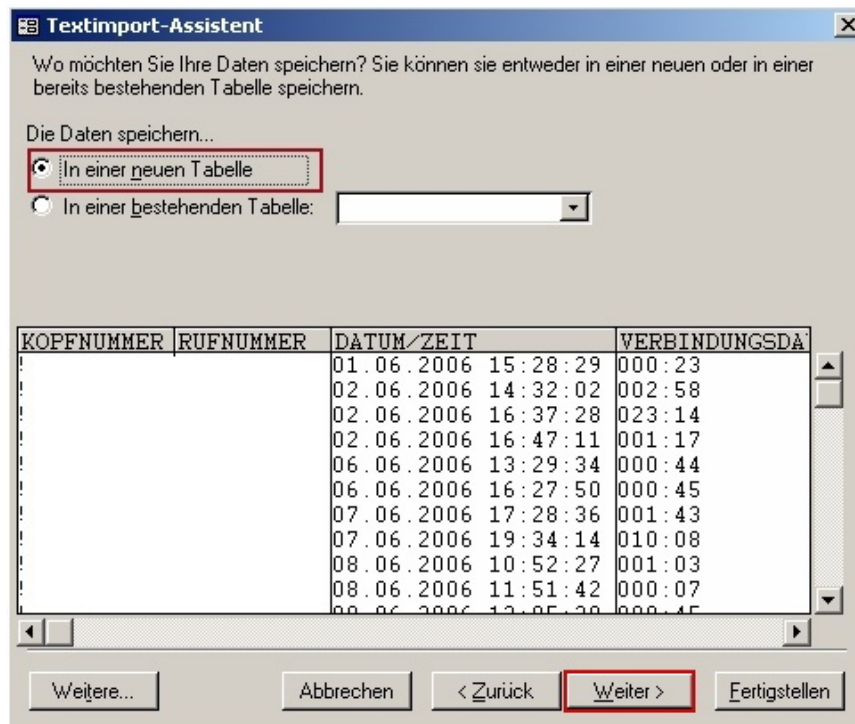 Textimport-Assistent
Wo möchten Sie Ihre Daten speichern? Sie können sie entweder in einer neuen oder in einer
bereits bestehenden Tabelle speichern.
Die Daten speichern...
In einer neuen Tabelle
In einer bestehenden Tabelle:
KOPFNUMMER RUFNUMMER DATUM/ZEIT VERBINDUNGSDA
! 01.06.2006 15:28:29 000:23
! 02.06.2006 14:32:02 002:58
! 02.06.2006 16:37:28 023:14
! 02.06.2006 16:47:11 001:17
! 06.06.2006 13:29:34 000:44
! 06.06.2006 16:27:50 000:45
! 07.06.2006 17:28:36 001:43
! 07.06.2006 19:34:14 010:08
! 08.06.2006 10:52:27 001:03
! 08.06.2006 11:51:42 000:07
Weitere... Abbrechen < Zurück Weiter > Fertigstellen